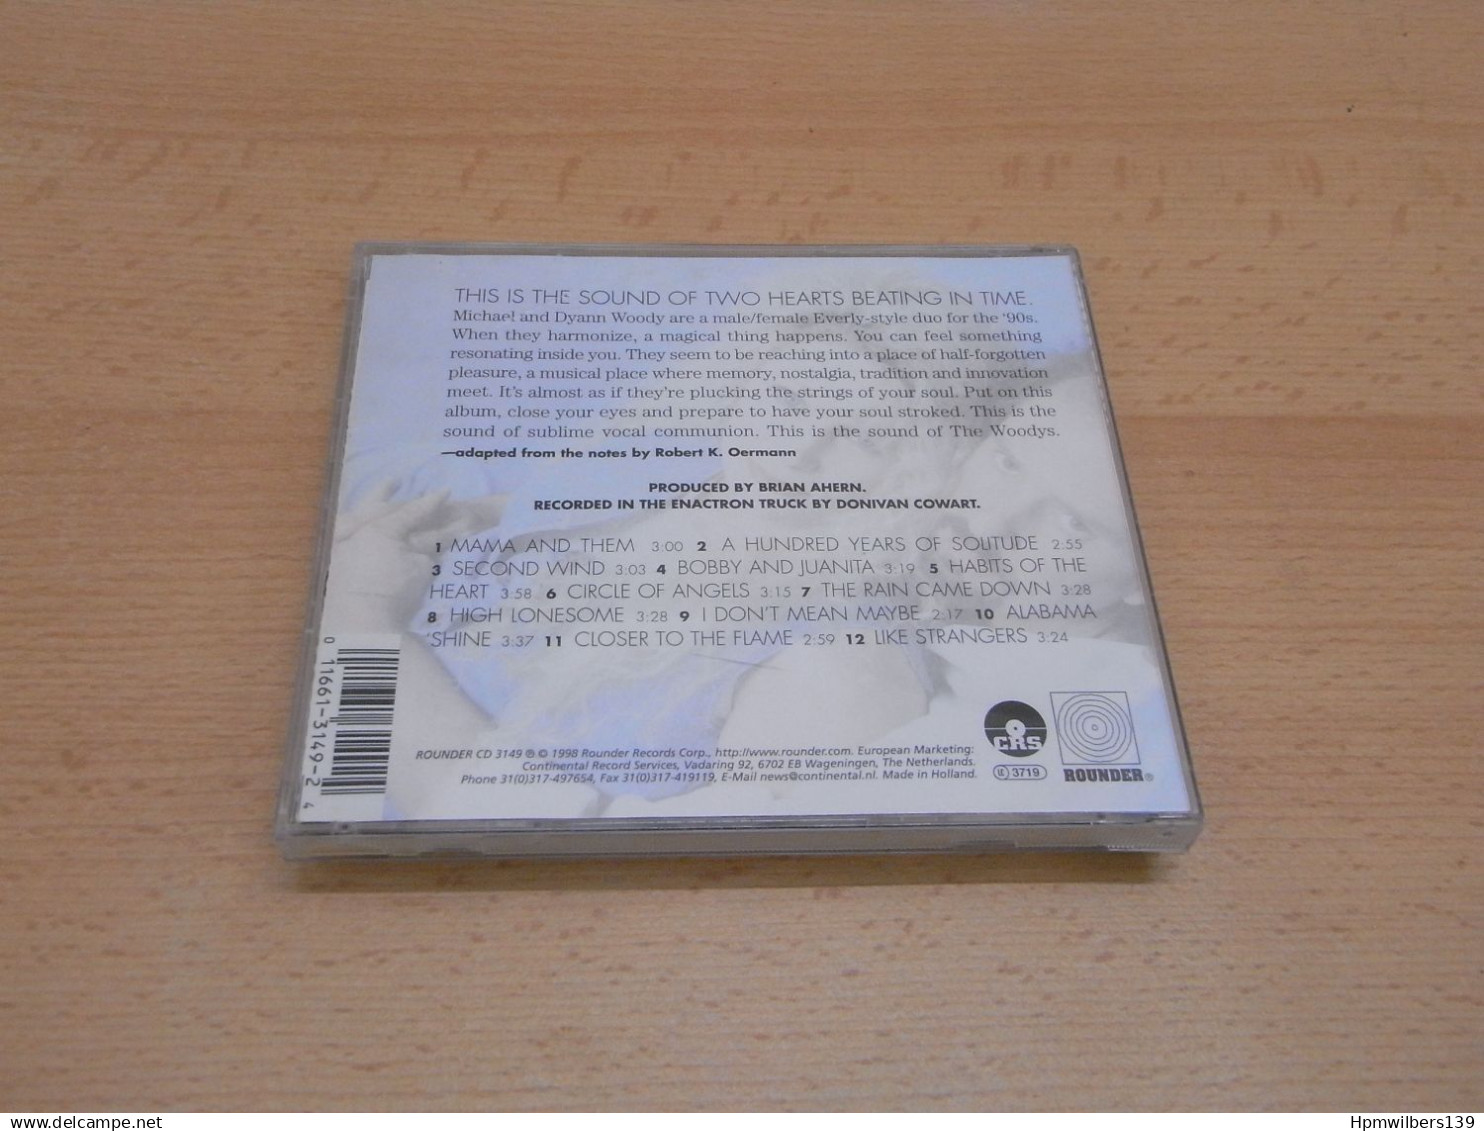 THIS IS THE SOUND OF TWO HEARTS BEATING IN TIME.
Michael and Dyann Woody are a male/female Everly-style duo for the '90s.
When they harmonize, a magical thing happens. You can feel something
resonating inside you. They seem to be reaching into a place of half-forgotten
pleasure, a musical place where memory, nostalgia, tradition and innovation
meet. It's almost as if they're plucking the strings of your soul. Put on this
album, close your eyes and prepare to have your soul stroked. This is the
sound of sublime vocal communion. This is the sound of The Woodys.
—adapted from the notes by Robert K. Oermann
PRODUCED BY BRIAN AHERN.
RECORDED IN THE ENACTRON TRUCK BY DONIVAN COWART.
1 MAMA AND THEM 3:00 2 A HUNDRED YEARS OF SOLITUDE 2:55
3 SECOND WIND 3:03 4 BOBBY AND JUANITA 3:19 5 HABITS OF THE
HEART 3:58 6 CIRCLE OF ANGELS 3:15 7 THE RAIN CAME DOWN 3:28
8 HIGH LONESOME 3:28 9 I DON'T MEAN MAYBE 2:17 10 ALABAMA
'SHINE 3:37 11 CLOSER TO THE FLAME 2:59 12 LIKE STRANGERS 3:24
0 11661-3149-2 4
ROUNDER CD 3149 ℗ © 1998 Rounder Records Corp., http://www.rounder.com. European Marketing:
Continental Record Services, Vadaring 92, 6702 EB Wageningen, The Netherlands.
Phone 31(0)317-497654, Fax 31(0)317-419119, E-Mail news@continental.nl. Made in Holland.
CRS
LC 3719
ROUNDER®
Hpmwilbers139